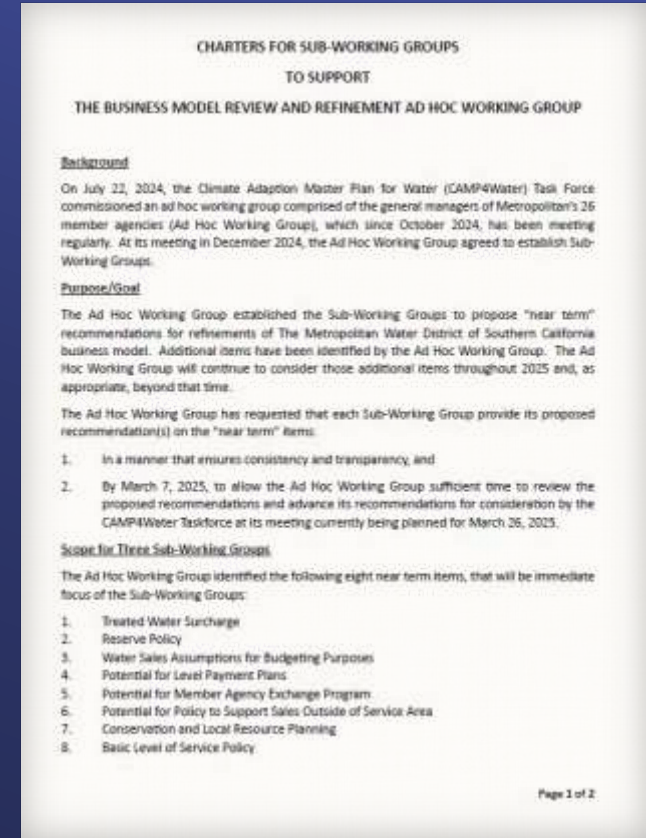 CHARTERS FOR SUB-WORKING GROUPS
TO SUPPORT
THE BUSINESS MODEL REVIEW AND REFINEMENT AD HOC WORKING GROUP
Background
On July 22, 2024, the Climate Adaption Master Plan for Water (CAMP4Water) Task Force
commissioned an ad hoc working group comprised of the general managers of Metropolitan's 26
member agencies (Ad Hoc Working Group), which since October 2024, has been meeting
regularly. At its meeting in December 2024, the Ad Hoc Working Group agreed to establish Sub-
Working Groups.
Purpose/Goal
The Ad Hoc Working Group established the Sub-Working Groups to propose "near term"
recommendations for refinements of The Metropolitan Water District of Southern California
business model. Additional items have been identified by the Ad Hoc Working Group. The Ad
Hoc Working Group will continue to consider those additional items throughout 2025 and, as
appropriate, beyond that time.
The Ad Hoc Working Group has requested that each Sub-Working Group provide its proposed
recommendation(s) on the "near term" items:
1. In a manner that ensures consistency and transparency, and
2. By March 7, 2025, to allow the Ad Hoc Working Group sufficient time to review the
proposed recommendations and advance its recommendations for consideration by the
CAMP4Water Taskforce at its meeting currently being planned for March 26, 2025.
Scope for Three Sub-Working Groups
The Ad Hoc Working Group identified the following eight near term items, that will be immediate
focus of the Sub-Working Groups:
1. Treated Water Surcharge
2. Reserve Policy
3. Water Sales Assumptions for Budgeting Purposes
4. Potential for Level Payment Plans
5. Potential for Member Agency Exchange Program
6. Potential for Policy to Support Sales Outside of Service Area
7. Conservation and Local Resource Planning
8. Basic Level of Service Policy
Page 1 of 2